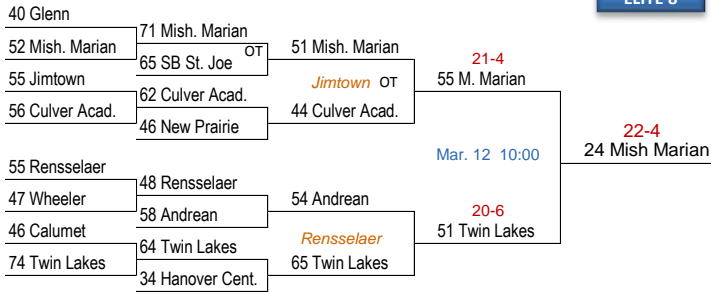 ELITE 8
40 Glenn
52 Mish. Marian
71 Mish. Marian
OT
65 SB St. Joe
51 Mish. Marian
55 Jimtown
56 Culver Acad.
62 Culver Acad.
46 New Prairie
Jimtown OT
44 Culver Acad.
21-4
55 M. Marian
Mar. 12 10:00
22-4
24 Mish Marian
55 Rensselaer
47 Wheeler
48 Rensselaer
58 Andrean
54 Andrean
46 Calumet
74 Twin Lakes
64 Twin Lakes
34 Hanover Cent.
Rensselaer
65 Twin Lakes
20-6
51 Twin Lakes